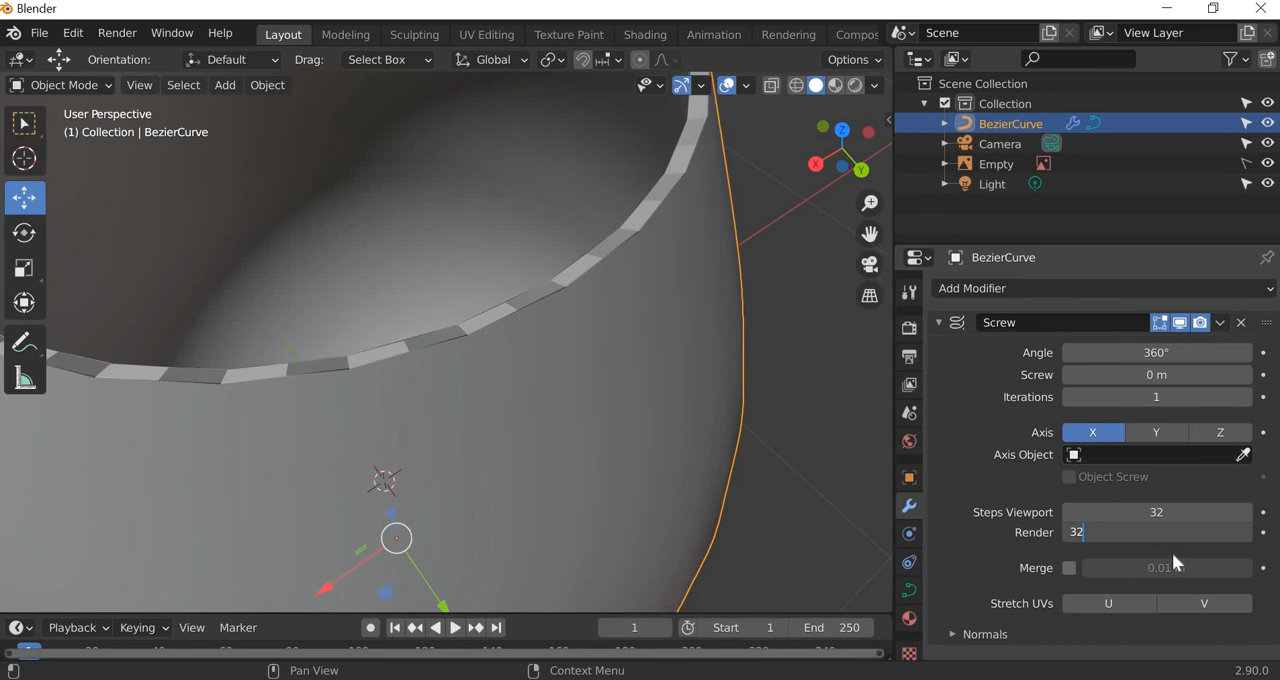 Blender
File Edit Render Window Help Layout Modeling Sculpting UV Editing Texture Paint Shading Animation Rendering Compos Scene View Layer
Orientation: Default Drag: Select Box Global Options
Object Mode View Select Add Object
User Perspective
(1) Collection | BezierCurve
Z
X
Y
Scene Collection
Collection
BezierCurve
Camera
Empty
Light
BezierCurve
Add Modifier
Screw
Angle 360°
Screw 0 m
Iterations 1
Axis X Y Z
Axis Object
Object Screw
Steps Viewport 32
Render 32
Merge
Stretch UVs U V
Normals
Playback Keying View Marker 1 Start 1 End 250
Pan View Context Menu 2.90.0